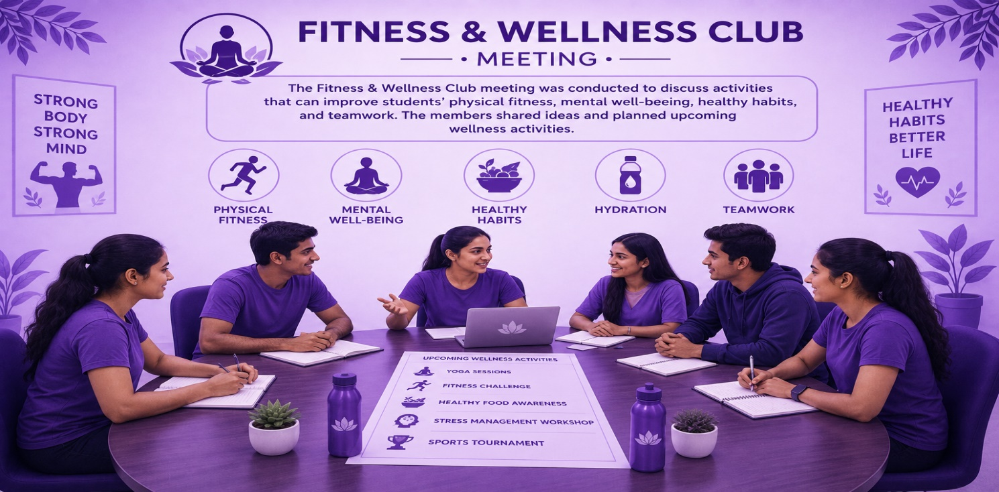 FITNESS & WELLNESS CLUB
• MEETING •
The Fitness & Wellness Club meeting was conducted to discuss activities
that can improve students' physical fitness, mental well-beeing, healthy habits,
and teamwork. The members shared ideas and planned upcoming
wellness activities.
STRONG
BODY
STRONG
MIND
HEALTHY
HABITS
BETTER
LIFE
PHYSICAL
FITNESS
MENTAL
WELL-BEING
HEALTHY
HABITS
HYDRATION
TEAMWORK
UPCOMING WELLNESS ACTIVITIES
YOGA SESSIONS
FITNESS CHALLENGE
HEALTHY FOOD AWARENESS
STRESS MANAGEMENT WORKSHOP
SPORTS TOURNAMENT